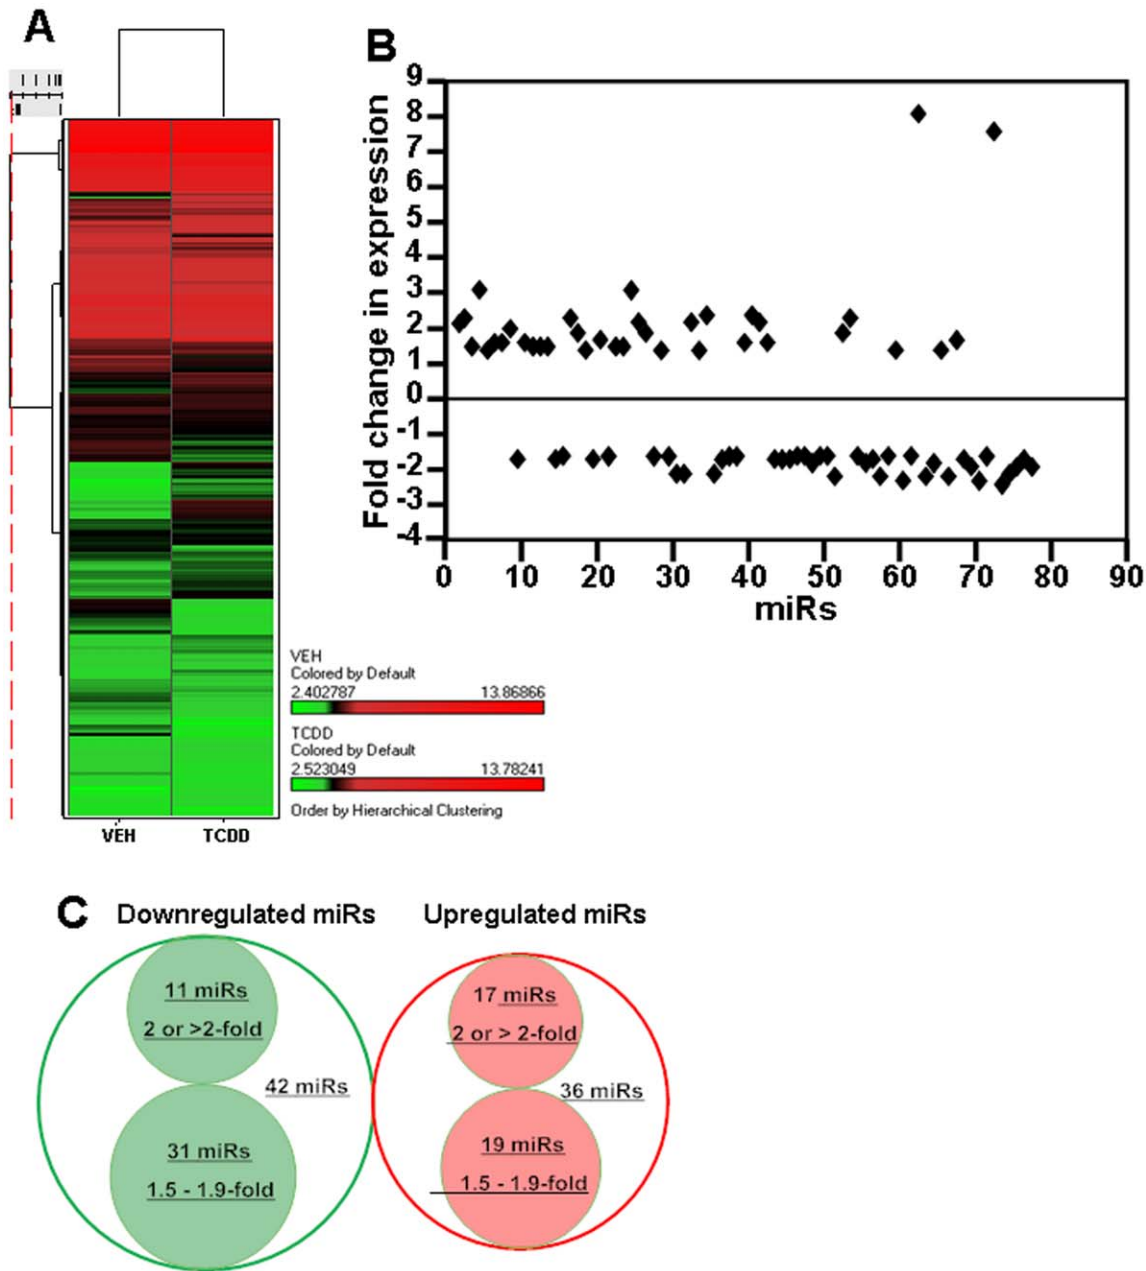 A
VEH
TCDD
VEH
Colored by Default
2.402787 13.86866
TCDD
Colored by Default
2.523049 13.78241
Order by Hierarchical Clustering
B
Fold change in expression
9
8
7
6
5
4
3
2
1
0
-1
-2
-3
-4
0 10 20 30 40 50 60 70 80 90
miRs
C
Downregulated miRs
11 miRs
2 or >2-fold
42 miRs
31 miRs
1.5 - 1.9-fold
Upregulated miRs
17 miRs
2 or > 2-fold
36 miRs
19 miRs
1.5 - 1.9-fold